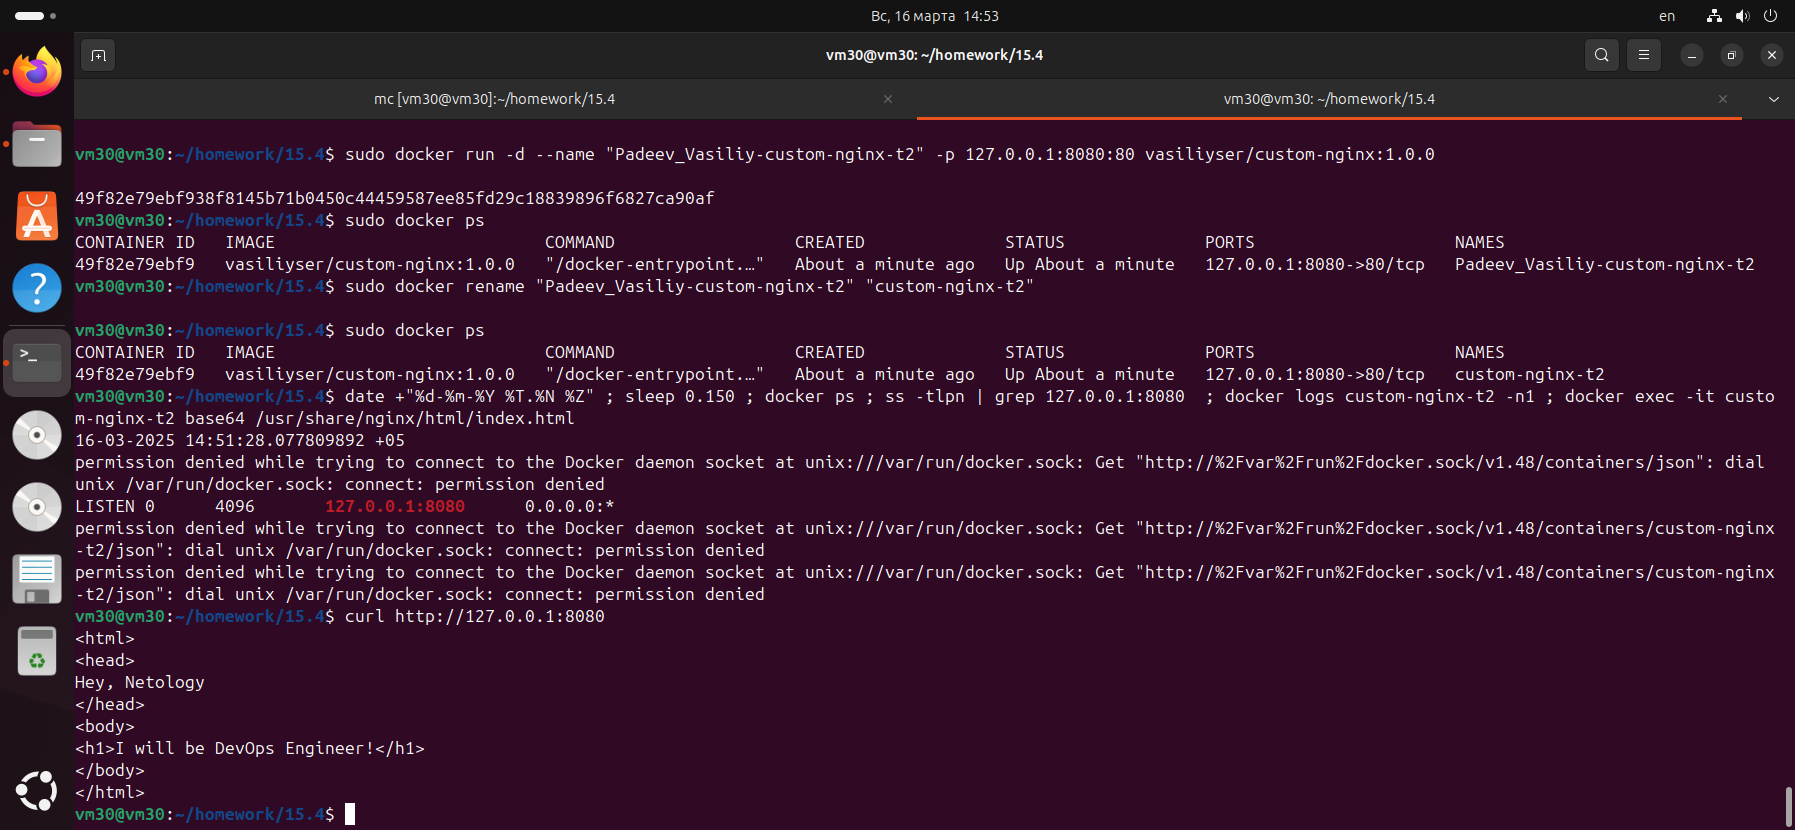 Вс, 16 марта 14:53
en
vm30@vm30: ~/homework/15.4
mc [vm30@vm30]:~/homework/15.4
vm30@vm30: ~/homework/15.4
vm30@vm30:~/homework/15.4$ sudo docker run -d --name "Padeev_Vasiliy-custom-nginx-t2" -p 127.0.0.1:8080:80 vasiliyser/custom-nginx:1.0.0
49f82e79ebf938f8145b71b0450c44459587ee85fd29c18839896f6827ca90af
vm30@vm30:~/homework/15.4$ sudo docker ps
CONTAINER ID   IMAGE                           COMMAND                  CREATED              STATUS              PORTS                    NAMES
49f82e79ebf9   vasiliyser/custom-nginx:1.0.0   "/docker-entrypoint.…"   About a minute ago   Up About a minute   127.0.0.1:8080->80/tcp   Padeev_Vasiliy-custom-nginx-t2
vm30@vm30:~/homework/15.4$ sudo docker rename "Padeev_Vasiliy-custom-nginx-t2" "custom-nginx-t2"
vm30@vm30:~/homework/15.4$ sudo docker ps
CONTAINER ID   IMAGE                           COMMAND                  CREATED              STATUS              PORTS                    NAMES
49f82e79ebf9   vasiliyser/custom-nginx:1.0.0   "/docker-entrypoint.…"   About a minute ago   Up About a minute   127.0.0.1:8080->80/tcp   custom-nginx-t2
vm30@vm30:~/homework/15.4$ date +"%d-%m-%Y %T.%N %Z" ; sleep 0.150 ; docker ps ; ss -tlpn | grep 127.0.0.1:8080  ; docker logs custom-nginx-t2 -n1 ; docker exec -it custo
m-nginx-t2 base64 /usr/share/nginx/html/index.html
16-03-2025 14:51:28.077809892 +05
permission denied while trying to connect to the Docker daemon socket at unix:///var/run/docker.sock: Get "http://%2Fvar%2Frun%2Fdocker.sock/v1.48/containers/json": dial
unix /var/run/docker.sock: connect: permission denied
LISTEN 0      4096       127.0.0.1:8080      0.0.0.0:*
permission denied while trying to connect to the Docker daemon socket at unix:///var/run/docker.sock: Get "http://%2Fvar%2Frun%2Fdocker.sock/v1.48/containers/custom-nginx
-t2/json": dial unix /var/run/docker.sock: connect: permission denied
permission denied while trying to connect to the Docker daemon socket at unix:///var/run/docker.sock: Get "http://%2Fvar%2Frun%2Fdocker.sock/v1.48/containers/custom-nginx
-t2/json": dial unix /var/run/docker.sock: connect: permission denied
vm30@vm30:~/homework/15.4$ curl http://127.0.0.1:8080
<html>
<head>
Hey, Netology
</head>
<body>
<h1>I will be DevOps Engineer!</h1>
</body>
</html>
vm30@vm30:~/homework/15.4$